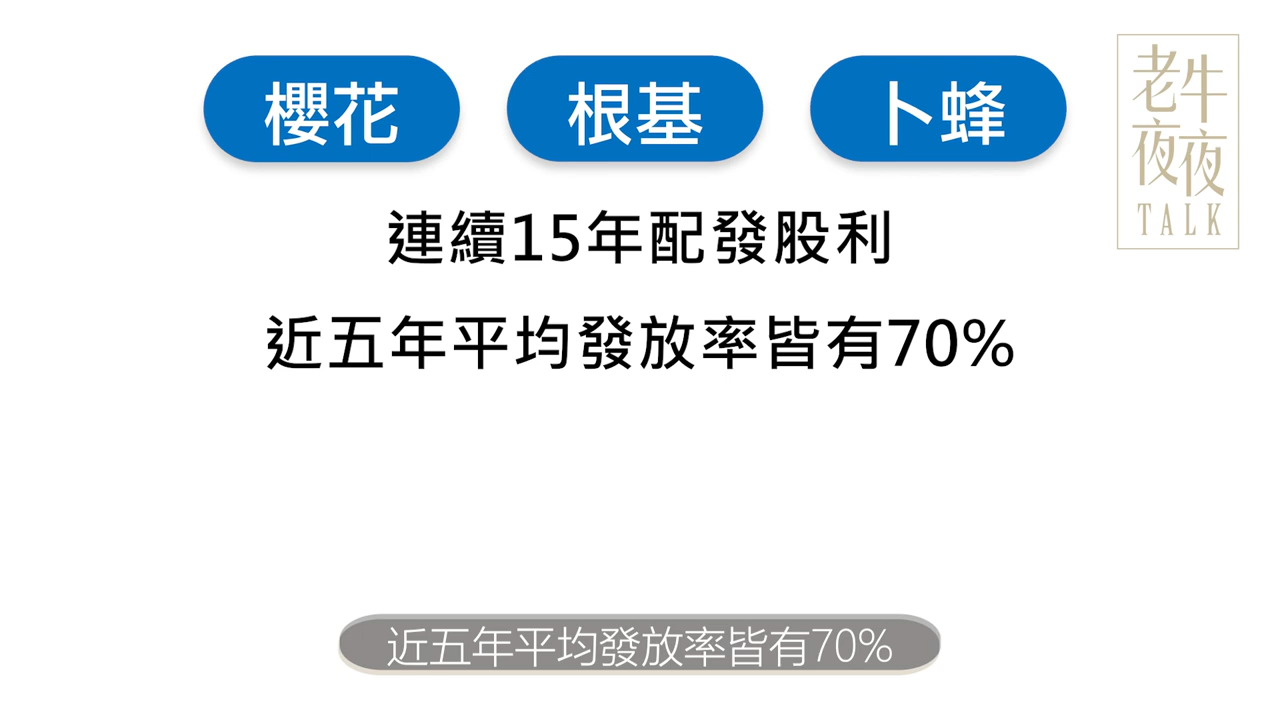 櫻花 根基 卜蜂
老牛
夜夜
TALK
連續15年配發股利
近五年平均發放率皆有70%
近五年平均發放率皆有70%